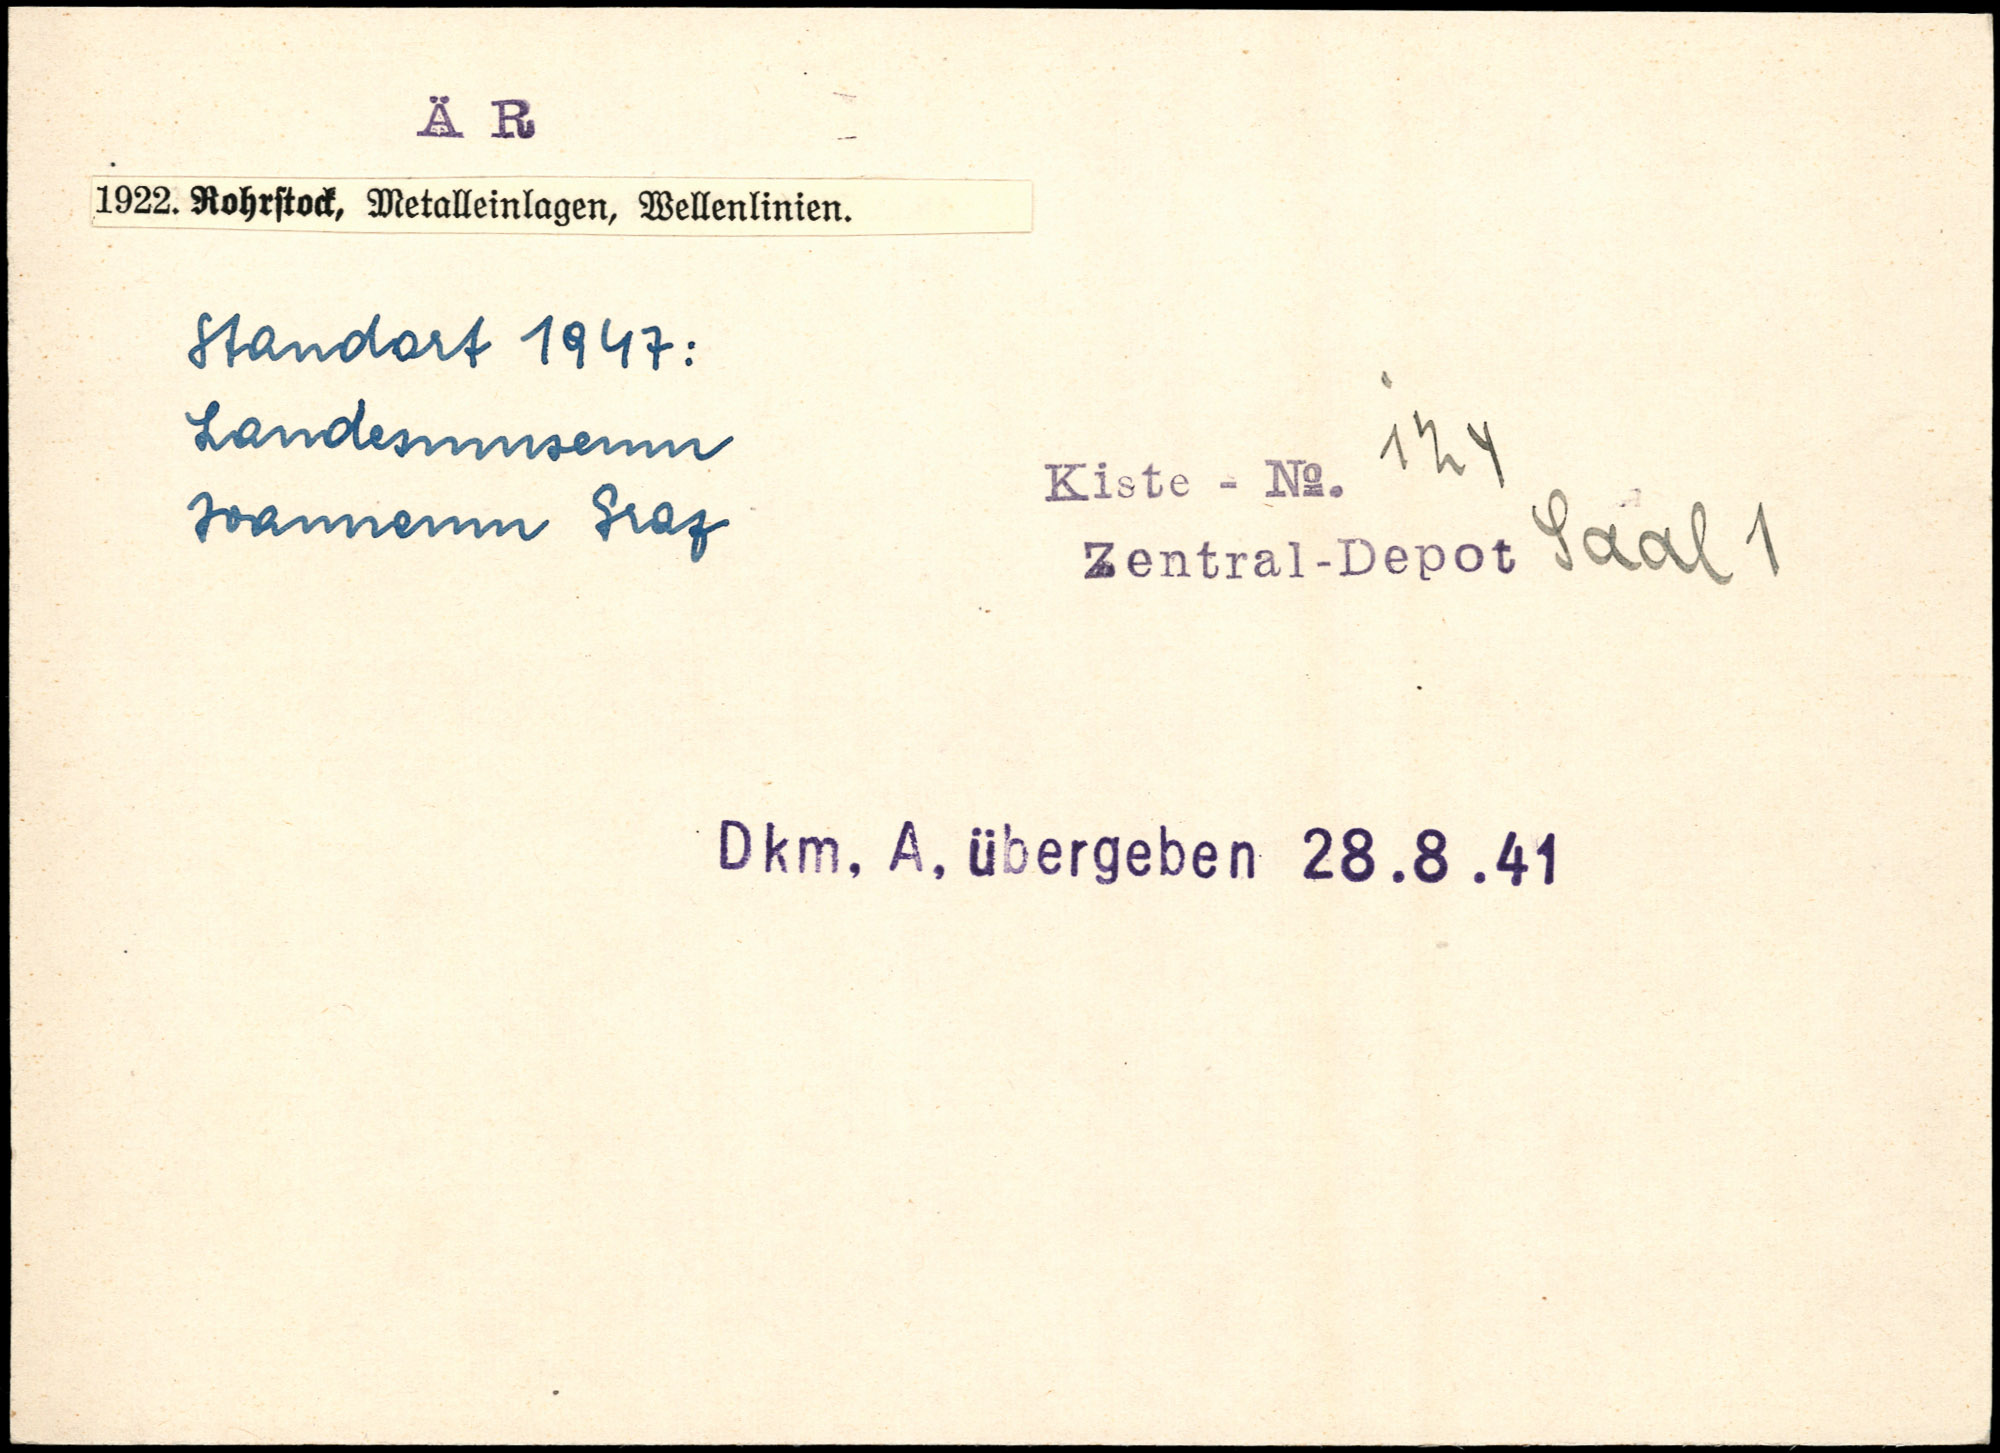 Ä R
1922. Rohrstock, Metalleinlagen, Wellenlinien.
Standort 1947:
Landesmuseum
Joanneum Graz
Kiste - №.
Zentral-Depot Saal 1
Dkm. A. übergeben 28.8.41